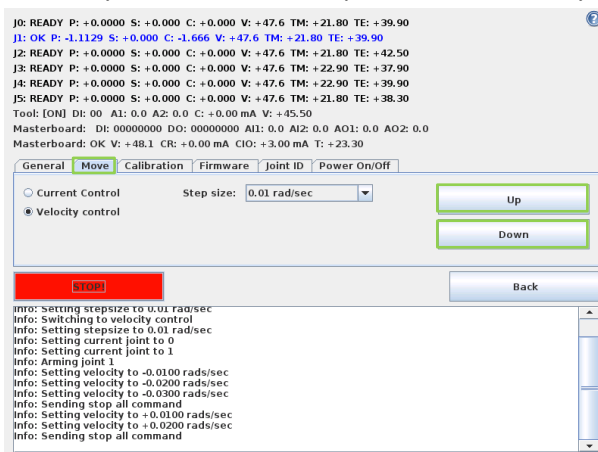 J0: READY P: +0.0000 S: +0.000 C: +0.000 V: +47.6 TM: +21.80 TE: +39.90
J1: OK P: -1.1129 S: +0.000 C: -1.666 V: +47.6 TM: +21.80 TE: +39.90
J2: READY P: +0.0000 S: +0.000 C: +0.000 V: +47.6 TM: +21.80 TE: +42.50
J3: READY P: +0.0000 S: +0.000 C: +0.000 V: +47.6 TM: +22.90 TE: +37.90
J4: READY P: +0.0000 S: +0.000 C: +0.000 V: +47.6 TM: +22.90 TE: +39.90
J5: READY P: +0.0000 S: +0.000 C: +0.000 V: +47.6 TM: +21.80 TE: +38.30
Tool: [ON] DI: 00 A1: 0.0 A2: 0.0 C: +0.00 mA V: +45.50
Masterboard: DI: 00000000 DO: 00000000 AI1: 0.0 AI2: 0.0 AO1: 0.0 AO2: 0.0
Masterboard: OK V: +48.1 CR: +0.00 mA CIO: +3.00 mA T: +23.30
General Move Calibration Firmware Joint ID Power On/Off
Current Control Step size: 0.01 rad/sec
Velocity control
Up
Down
STOP!
Back
Info: Setting stepsize to 0.01 rad/sec
Info: Switching to velocity control
Info: Setting stepsize to 0.01 rad/sec
Info: Setting current joint to 0
Info: Setting current joint to 1
Info: Arming joint 1
Info: Setting velocity to -0.0100 rads/sec
Info: Setting velocity to -0.0200 rads/sec
Info: Setting velocity to -0.0300 rads/sec
Info: Sending stop all command
Info: Setting velocity to +0.0100 rads/sec
Info: Setting velocity to +0.0200 rads/sec
Info: Sending stop all command